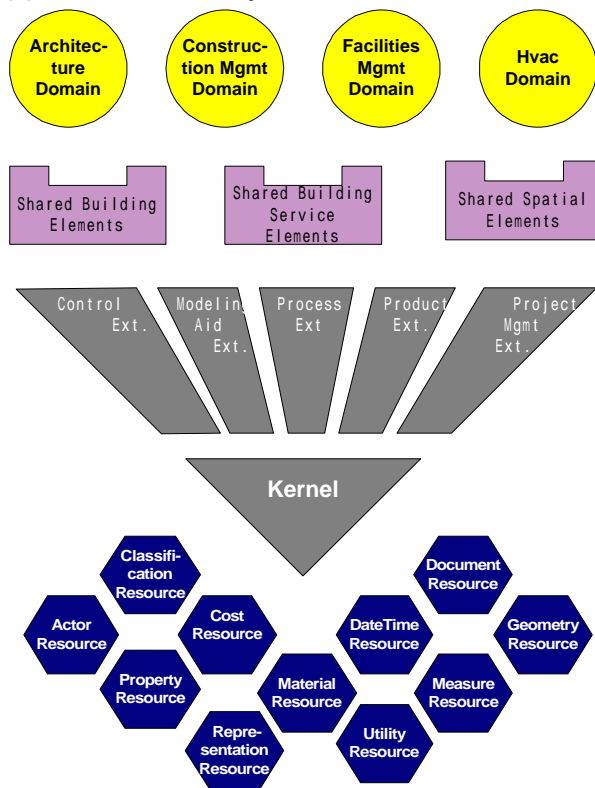 Architec-
ture
Domain
Construc-
tion Mgmt
Domain
Facilities
Mgmt
Domain
Hvac
Domain
Shared Building
Elements
Shared Building
Service
Elements
Shared Spatial
Elements
Control
Ext.
Modeling
Aid
Ext.
Process
Ext
Product
Ext.
Project
Mgmt
Ext.
Kernel
Classifi-
cation
Resource
Document
Resource
Actor
Resource
Cost
Resource
DateTime
Resource
Geometry
Resource
Property
Resource
Material
Resource
Measure
Resource
Repre-
sentation
Resource
Utility
Resource